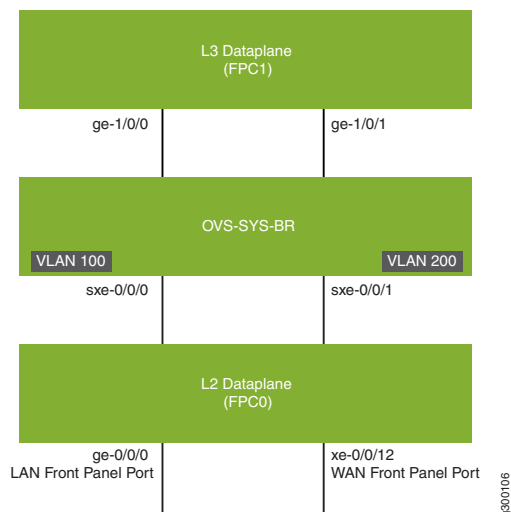 L3 Dataplane
(FPC1)
ge-1/0/0
ge-1/0/1
OVS-SYS-BR
VLAN 100
VLAN 200
sxe-0/0/0
sxe-0/0/1
L2 Dataplane
(FPC0)
ge-0/0/0
LAN Front Panel Port
xe-0/0/12
WAN Front Panel Port
g300106